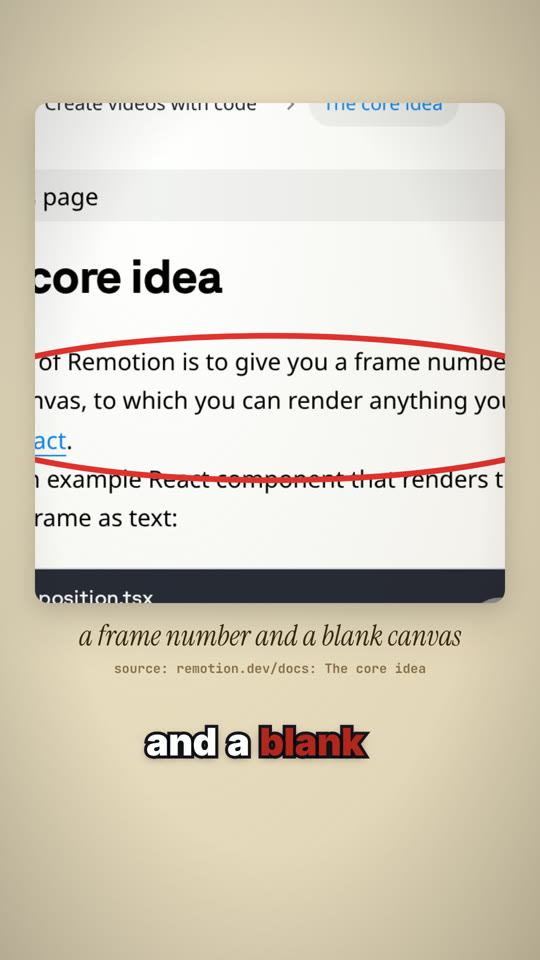 Create videos with code > The core idea
page
core idea
of Remotion is to give you a frame
nvas, to which you can render anything
act.
example React component that renders
rame as text:
position.tsx
a frame number and a blank canvas
source: remotion.dev/docs: The core idea
and a blank